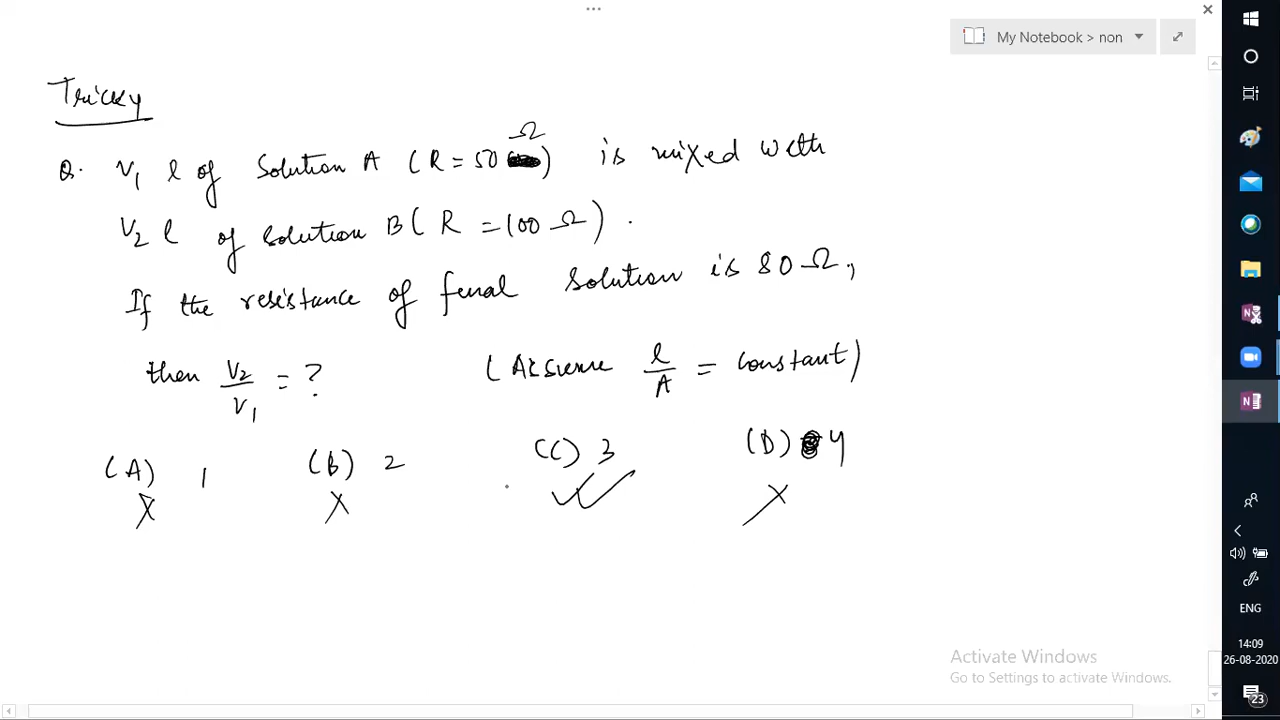 My Notebook > non
Tricky
Q. V₁ l of Solution A (R = 50 Ω) is mixed with
V₂ l of solution B (R = 100 Ω).
If the resistance of final solution is 80 Ω,
then V₂/V₁ = ? (Assume l/A = constant)
(A) 1 (B) 2 (C) 3 (D) 4
ENG
14:09
26-08-2020
23
Activate Windows
Go to Settings to activate Windows.